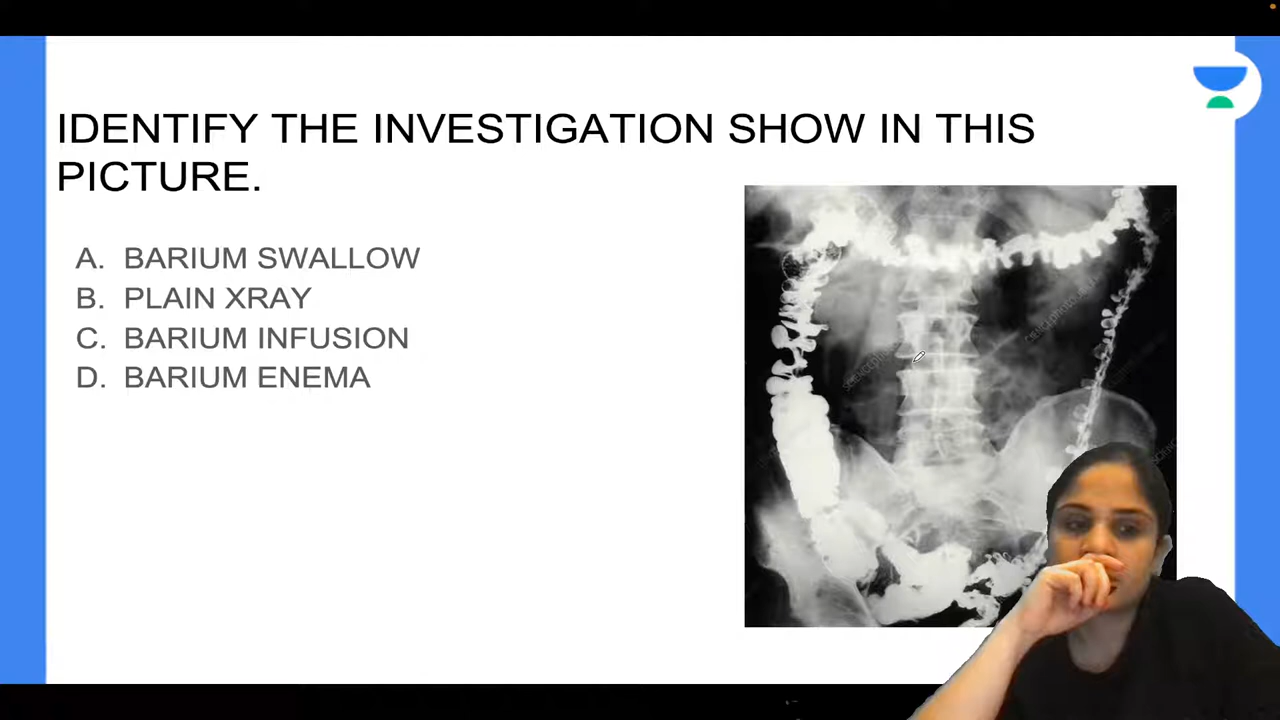 IDENTIFY THE INVESTIGATION SHOW IN THIS
PICTURE.
A. BARIUM SWALLOW
B. PLAIN XRAY
C. BARIUM INFUSION
D. BARIUM ENEMA